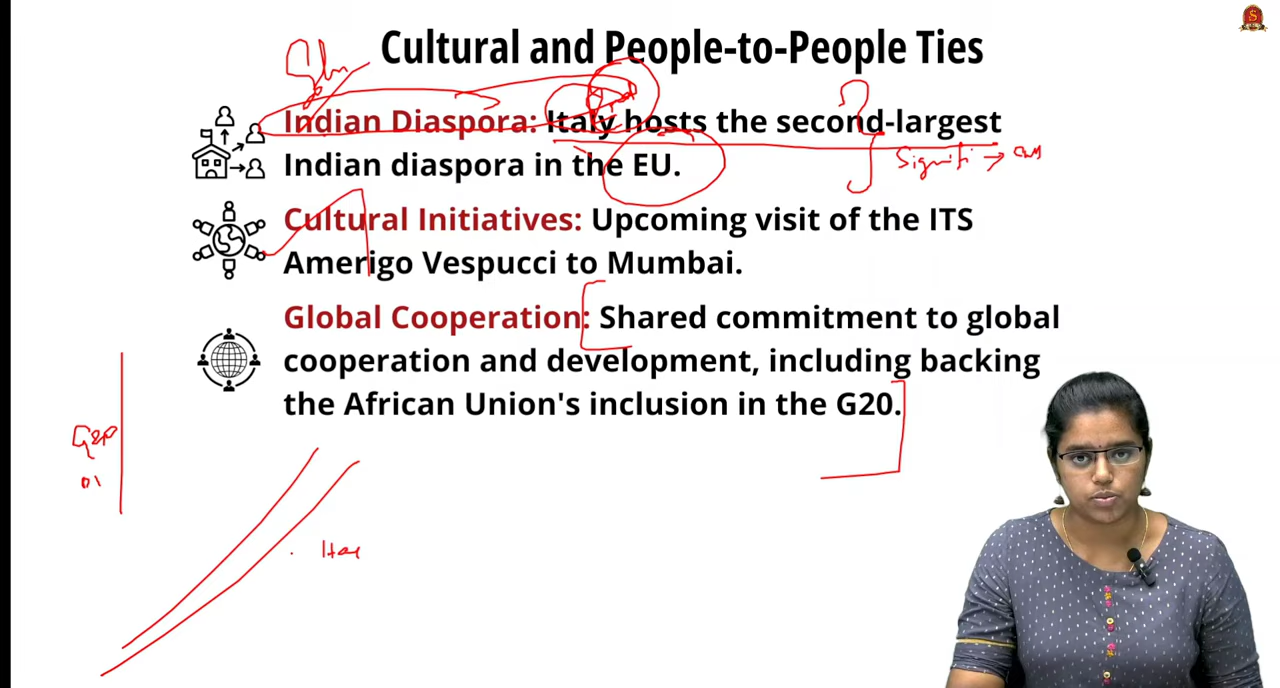 Cultural and People-to-People Ties
Indian Diaspora: Italy hosts the second-largest
Indian diaspora in the EU.
Signifi →
Cultural Initiatives: Upcoming visit of the ITS
Amerigo Vespucci to Mumbai.
Global Cooperation: Shared commitment to global
cooperation and development, including backing
the African Union's inclusion in the G20.